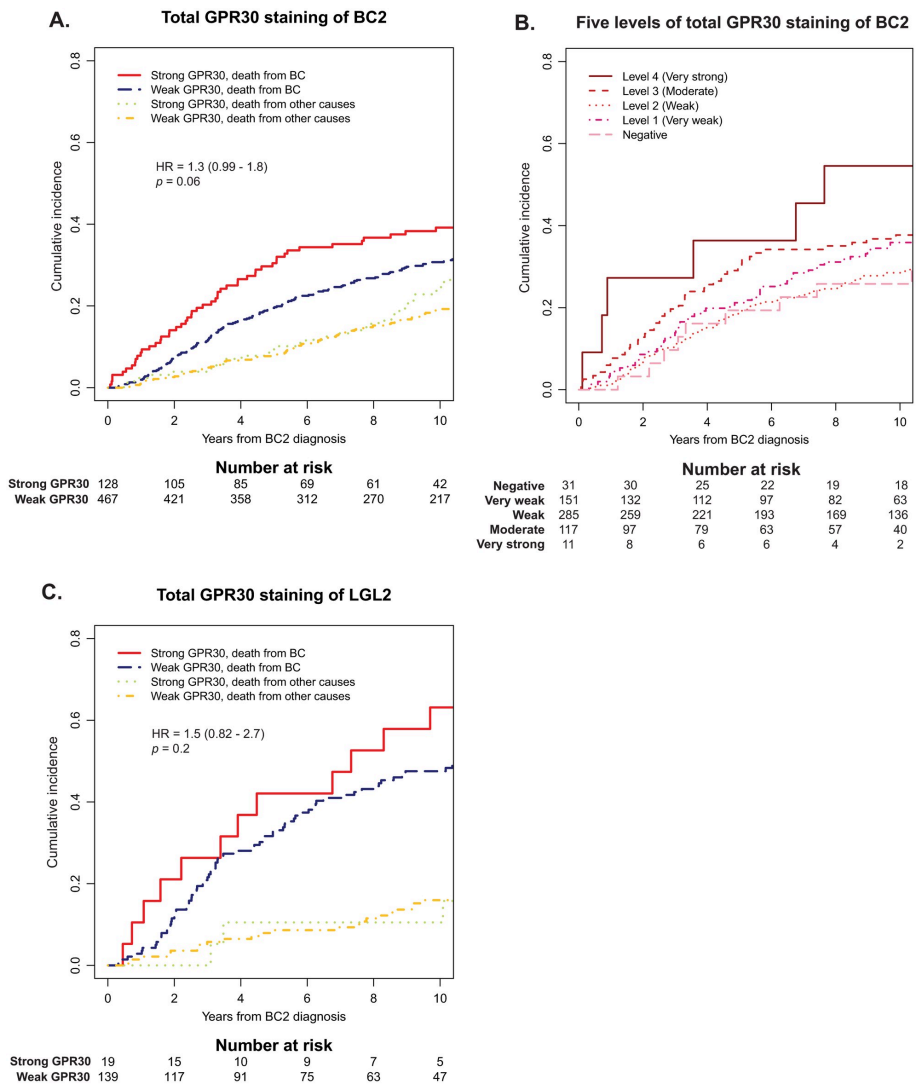 A.
Total GPR30 staining of BC2
Cumulative incidence
0.8
0.6
0.4
0.2
0.0
Strong GPR30, death from BC
Weak GPR30, death from BC
Strong GPR30, death from other causes
Weak GPR30, death from other causes
HR = 1.3 (0.99 - 1.8)
p = 0.06
0 2 4 6 8 10
Years from BC2 diagnosis
Number at risk
Strong GPR30 128 105 85 69 61 42
Weak GPR30 467 421 358 312 270 217
B.
Five levels of total GPR30 staining of BC2
Cumulative incidence
0.8
0.6
0.4
0.2
0.0
Level 4 (Very strong)
Level 3 (Moderate)
Level 2 (Weak)
Level 1 (Very weak)
Negative
0 2 4 6 8 10
Years from BC2 diagnosis
Number at risk
Negative 31 30 25 22 19 18
Very weak 151 132 112 97 82 63
Weak 285 259 221 193 169 136
Moderate 117 97 79 63 57 40
Very strong 11 8 6 6 4 2
C.
Total GPR30 staining of LGL2
Cumulative incidence
0.8
0.6
0.4
0.2
0.0
Strong GPR30, death from BC
Weak GPR30, death from BC
Strong GPR30, death from other causes
Weak GPR30, death from other causes
HR = 1.5 (0.82 - 2.7)
p = 0.2
0 2 4 6 8 10
Years from BC2 diagnosis
Number at risk
Strong GPR30 19 15 10 9 7 5
Weak GPR30 139 117 91 75 63 47